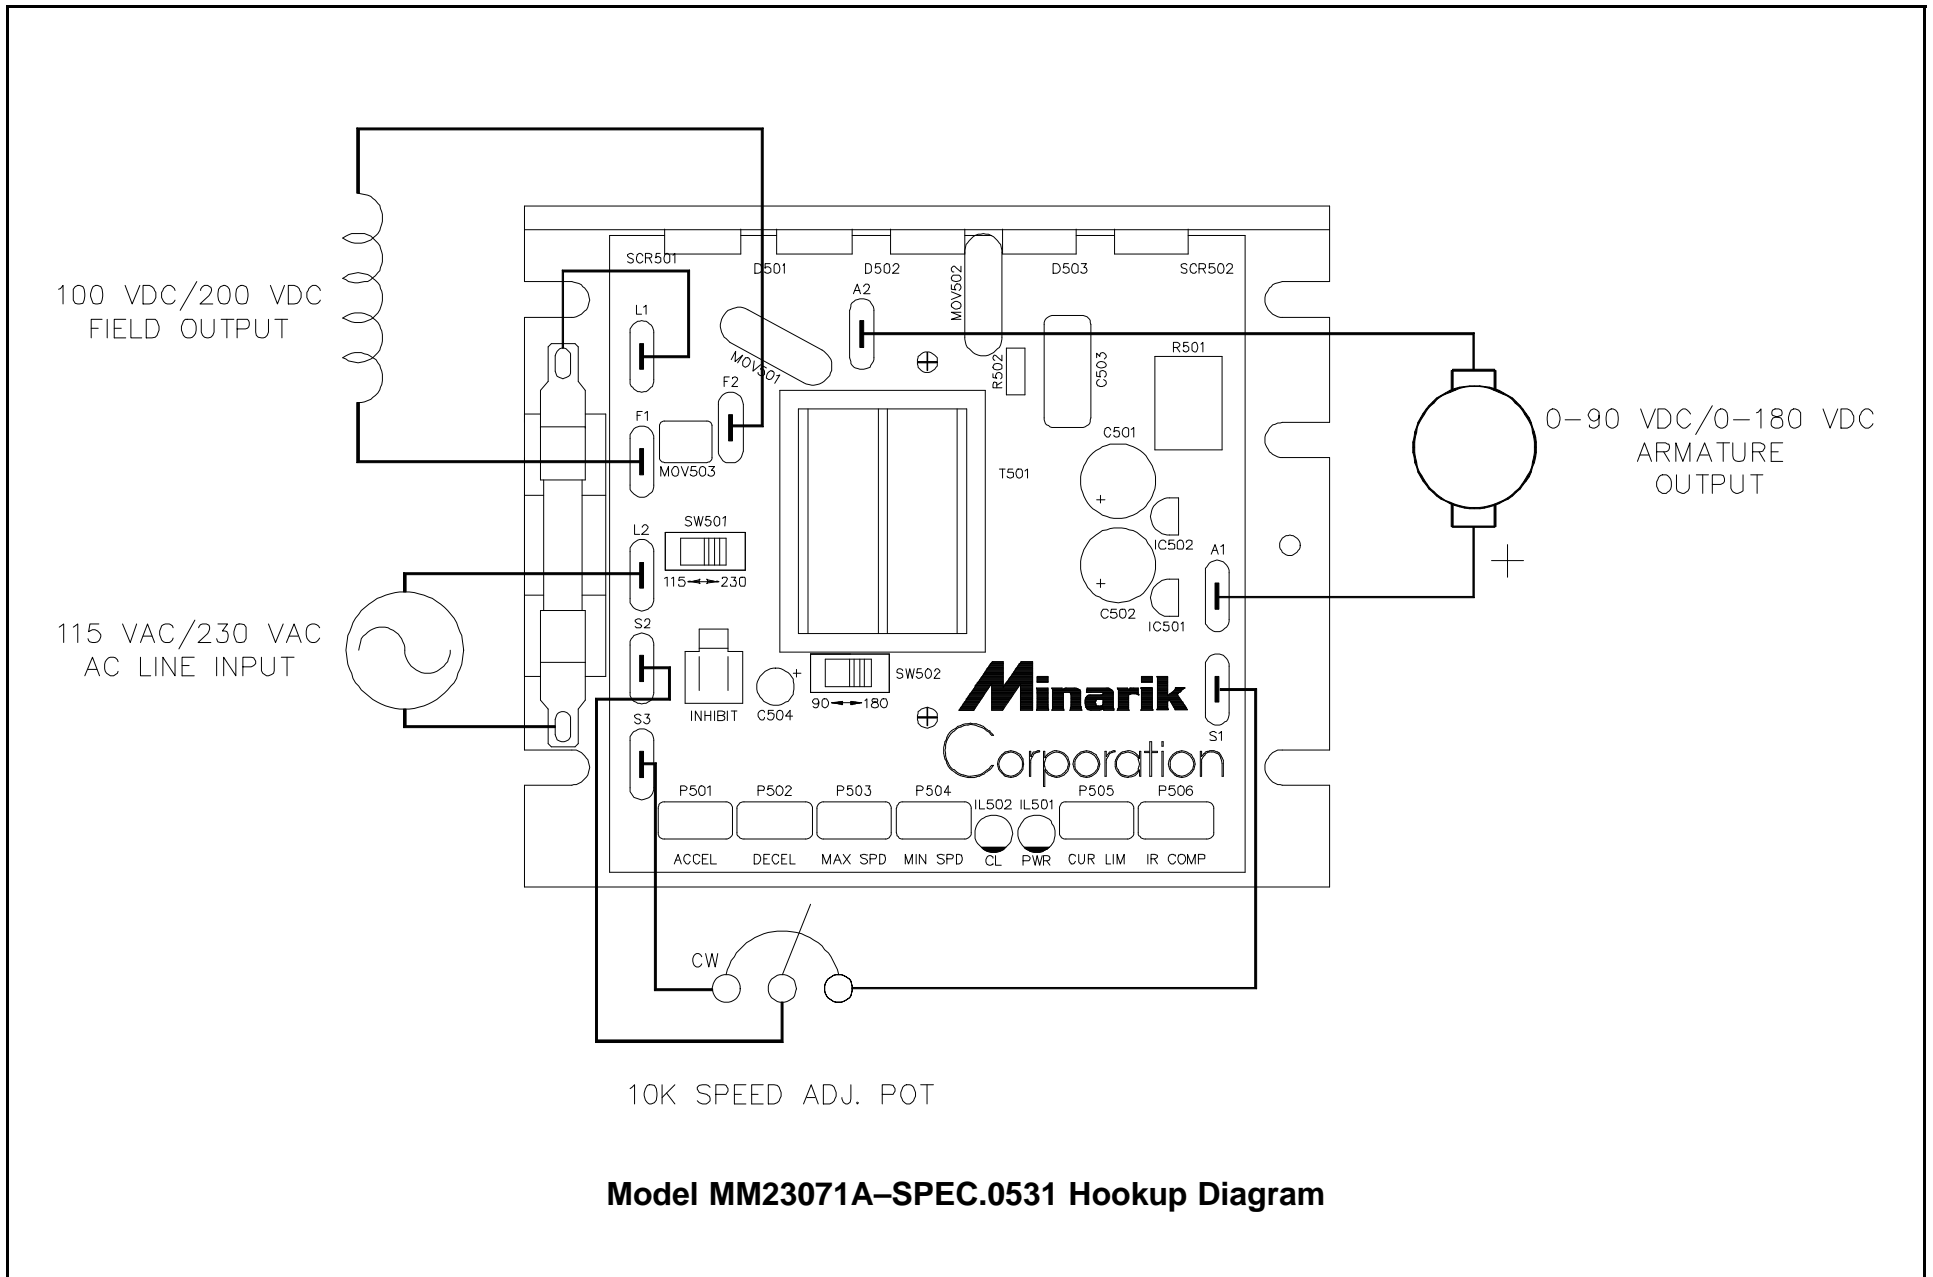 SCR501
D501
D502
MOV502
D503
SCR502
A2
L1
100 VDC/200 VDC
FIELD OUTPUT
MOV501
R502
C503
R501
F2
F1
MOV503
0-90 VDC/0-180 VDC
ARMATURE
OUTPUT
C501
+
T501
SW501
L2
115 230
IC502
A1
+
+
C502
IC501
115 VAC/230 VAC
AC LINE INPUT
S2
INHIBIT
C504
+
SW502
90 180
Minarik
Corporation
S3
S1
P501
P502
P503
P504
IL502
IL501
P505
P506
ACCEL
DECEL
MAX SPD
MIN SPD
CL
PWR
CUR LIM
IR COMP
CW
10K SPEED ADJ. POT
Model MM23071A–SPEC.0531 Hookup Diagram